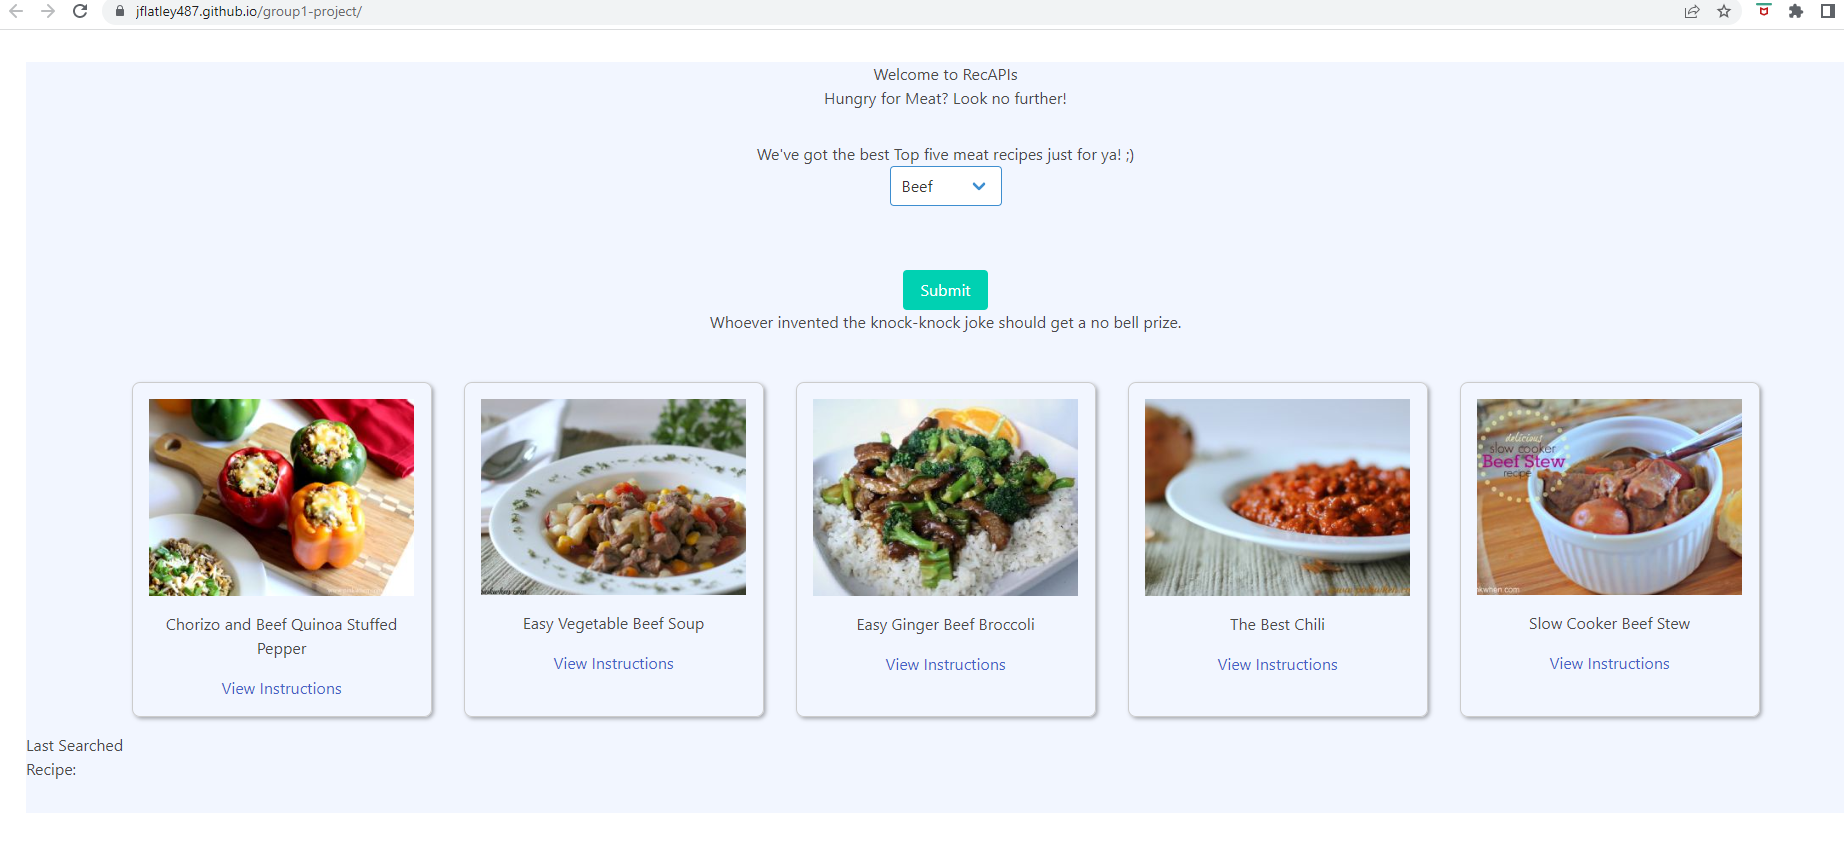 jflatley487.github.io/group1-project/
Welcome to RecAPIs
Hungry for Meat? Look no further!
We've got the best Top five meat recipes just for ya! ;)
Beef
Submit
Whoever invented the knock-knock joke should get a no bell prize.
delicious
slow cooker
Beef Stew
recipe
Chorizo and Beef Quinoa Stuffed
Pepper
View Instructions
Easy Vegetable Beef Soup
View Instructions
Easy Ginger Beef Broccoli
View Instructions
The Best Chili
View Instructions
Slow Cooker Beef Stew
View Instructions
Last Searched
Recipe: